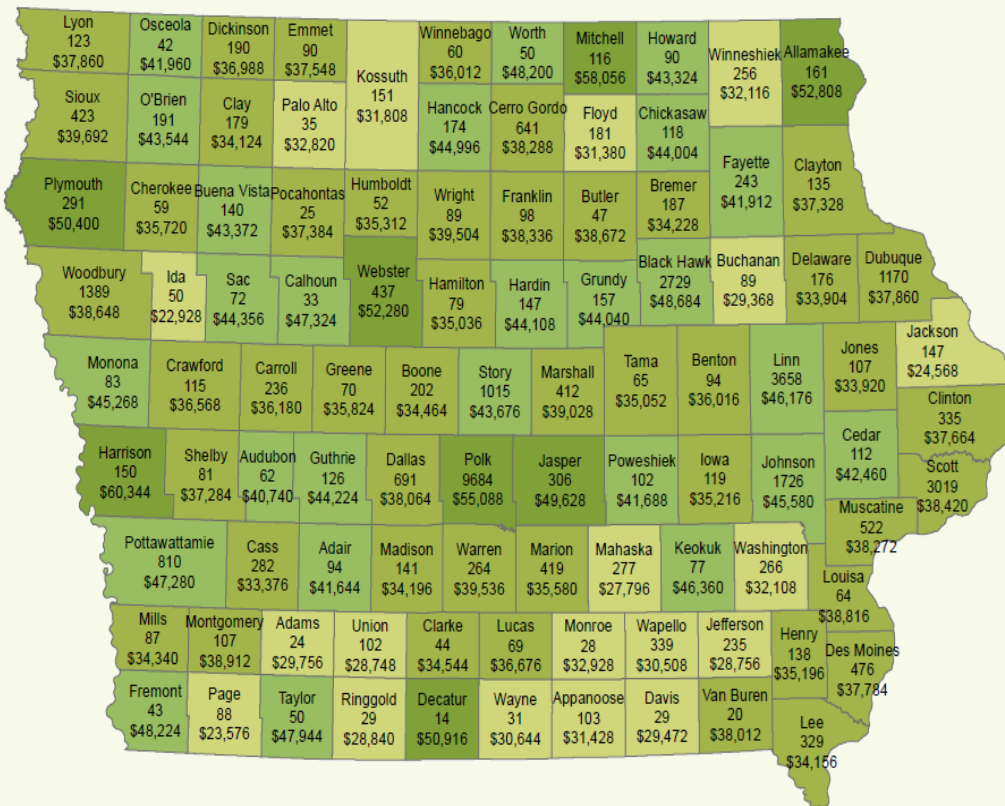 Lyon
123
$37,860
Osceola
42
$41,960
Dickinson
190
$36,988
Emmet
90
$37,548
Kossuth
151
$31,808
Winnebago
60
$36,012
Worth
50
$48,200
Mitchell
116
$58,056
Howard
90
$43,324
Winneshiek
256
$32,116
Allamakee
161
$52,808
Sioux
423
$39,692
O'Brien
191
$43,544
Clay
179
$34,124
Palo Alto
35
$32,820
Hancock
174
$44,996
Cerro Gordo
641
$38,288
Floyd
181
$31,380
Chickasaw
118
$44,004
Fayette
243
$41,912
Clayton
135
$37,328
Plymouth
291
$50,400
Cherokee
59
$35,720
Buena Vista
140
$43,372
Pocahontas
25
$37,384
Humboldt
52
$35,312
Wright
89
$39,504
Franklin
98
$38,336
Butler
47
$38,672
Bremer
187
$34,228
Woodbury
1389
$38,648
Ida
50
$22,928
Sac
72
$44,356
Calhoun
33
$47,324
Webster
437
$52,280
Hamilton
79
$35,036
Hardin
147
$44,108
Grundy
157
$44,040
Black Hawk
2729
$48,684
Buchanan
89
$29,368
Delaware
176
$33,904
Dubuque
1170
$37,860
Monona
83
$45,268
Crawford
115
$36,568
Carroll
236
$36,180
Greene
70
$35,824
Boone
202
$34,464
Story
1015
$43,676
Marshall
412
$39,028
Tama
65
$35,052
Benton
94
$36,016
Linn
3658
$46,176
Jones
107
$33,920
Jackson
147
$24,568
Clinton
335
$37,664
Harrison
150
$60,344
Shelby
81
$37,284
Audubon
62
$40,740
Guthrie
126
$44,224
Dallas
691
$38,064
Polk
9684
$55,088
Jasper
306
$49,628
Poweshiek
102
$41,688
Iowa
119
$35,216
Johnson
1726
$45,580
Cedar
112
$42,460
Scott
3019
$38,420
Muscatine
522
$38,272
Pottawattamie
810
$47,280
Cass
282
$33,376
Adair
94
$41,644
Madison
141
$34,196
Warren
264
$39,536
Marion
419
$35,580
Mahaska
277
$27,796
Keokuk
77
$46,360
Washington
266
$32,108
Louisa
64
$38,816
Mills
87
$34,340
Montgomery
107
$38,912
Adams
24
$29,756
Union
102
$28,748
Clarke
44
$34,544
Lucas
69
$36,676
Monroe
28
$32,928
Wapello
339
$30,508
Jefferson
235
$28,756
Henry
138
$35,196
Des Moines
476
$37,784
Fremont
43
$48,224
Page
88
$23,576
Taylor
50
$47,944
Ringgold
29
$28,840
Decatur
14
$50,916
Wayne
31
$30,644
Appanoose
103
$31,428
Davis
29
$29,472
Van Buren
20
$38,012
Lee
329
$34,156